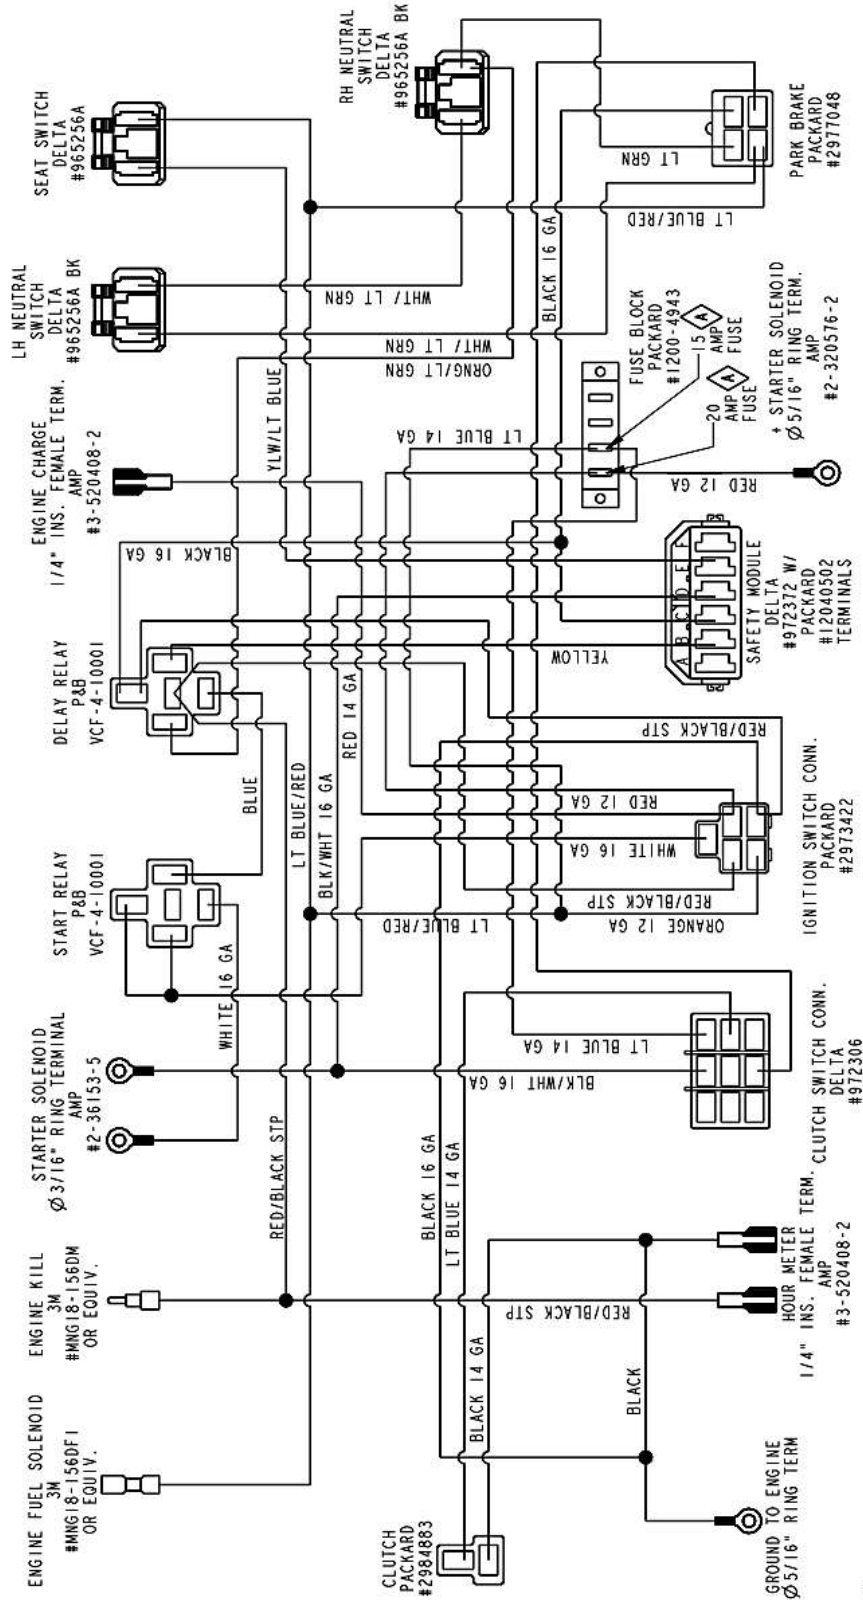 ENGINE FUEL SOLENOID
3M
#MNG18-156DFI
OR EQUIV.
ENGINE KILL
3M
#MNG18-156DM
OR EQUIV.
STARTER SOLENOID
Ø3/16" RING TERMINAL
AMP
#2-36153-5
START RELAY
P&B
VCF-4-10001
DELAY RELAY
P&B
VCF-4-10001
ENGINE CHARGE
1/4" INS. FEMALE TERM.
AMP
#3-520408-2
LH NEUTRAL
SWITCH
DELTA
#965256A BK
SEAT SWITCH
DELTA
#965256A
RH NEUTRAL
SWITCH
DELTA
#965256A BK
WHITE 16 GA
BLUE
BLACK 16 GA
YLW/LT BLUE
RED/BLACK STP
LT BLUE/RED
BLK/WHT 16 GA
RED 14 GA
WHT/ LT GRN
WHT/ LT GRN
ORNG/LT GRN
LT BLUE/RED
LT BLUE 14 GA
BLACK 16 GA
LT BLUE 14 GA
BLACK 14 GA
BLK/WHT 16 GA
LT BLUE 14 GA
RED/BLACK STP
BLACK
ORANGE 12 GA
RED/BLACK STP
WHITE 16 GA
RED 12 GA
RED/BLACK STP
YELLOW
RED 12 GA
BLACK 16 GA
LT GRN
LT BLUE/RED
CLUTCH
PACKARD
#2984883
GROUND TO ENGINE
Ø5/16" RING TERM
HOUR METER
1/4" INS. FEMALE TERM.
AMP
#3-520408-2
CLUTCH SWITCH CONN.
DELTA
#972306
IGNITION SWITCH CONN.
PACKARD
#2973422
A B C D E F
SAFETY MODULE
DELTA
#972372 W/
PACKARD
#12040502
TERMINALS
FUSE BLOCK
PACKARD
#1200-4943
15 A
AMP
FUSE
20 A
AMP
FUSE
+ STARTER SOLENOID
Ø5/16" RING TERM.
AMP
#2-320576-2
PARK BRAKE
PACKARD
#2977048